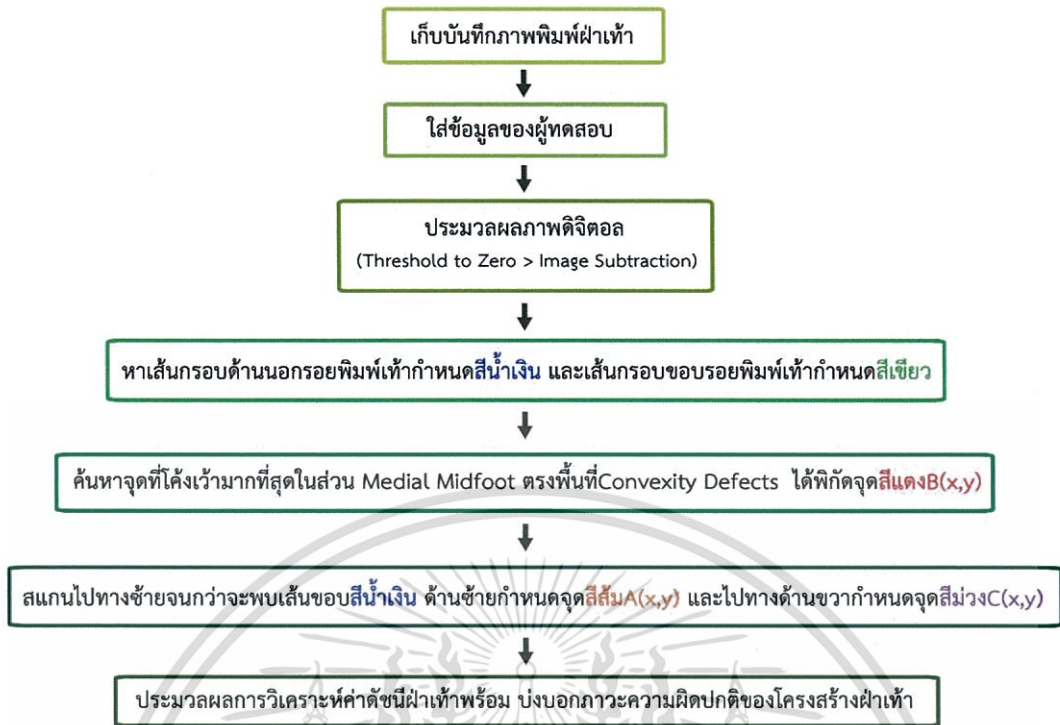 เก็บบันทึกภาพพิมพ์ฝ่าเท้า
ใส่ข้อมูลของผู้ทดสอบ
ประมวลผลภาพดิจิตอล
(Threshold to Zero > Image Subtraction)
หาเส้นกรอบด้านนอกรอยพิมพ์เท้ากำหนดสีน้ำเงิน และเส้นกรอบขอบรอยพิมพ์เท้ากำหนดสีเขียว
ค้นหาจุดที่โค้งเว้ามากที่สุดในส่วน Medial Midfoot ตรงพื้นที่Convexity Defects ได้พิกัดจุดสีแดงB(x,y)
สแกนไปทางซ้ายจนกว่าจะพบเส้นขอบสีน้ำเงิน ด้านซ้ายกำหนดจุดสีส้มA(x,y) และไปทางด้านขวากำหนดจุดสีม่วงC(x,y)
ประมวลผลการวิเคราะห์ค่าดัชนีฝ่าเท้าพร้อม บ่งบอกภาวะความผิดปกติของโครงสร้างฝ่าเท้า